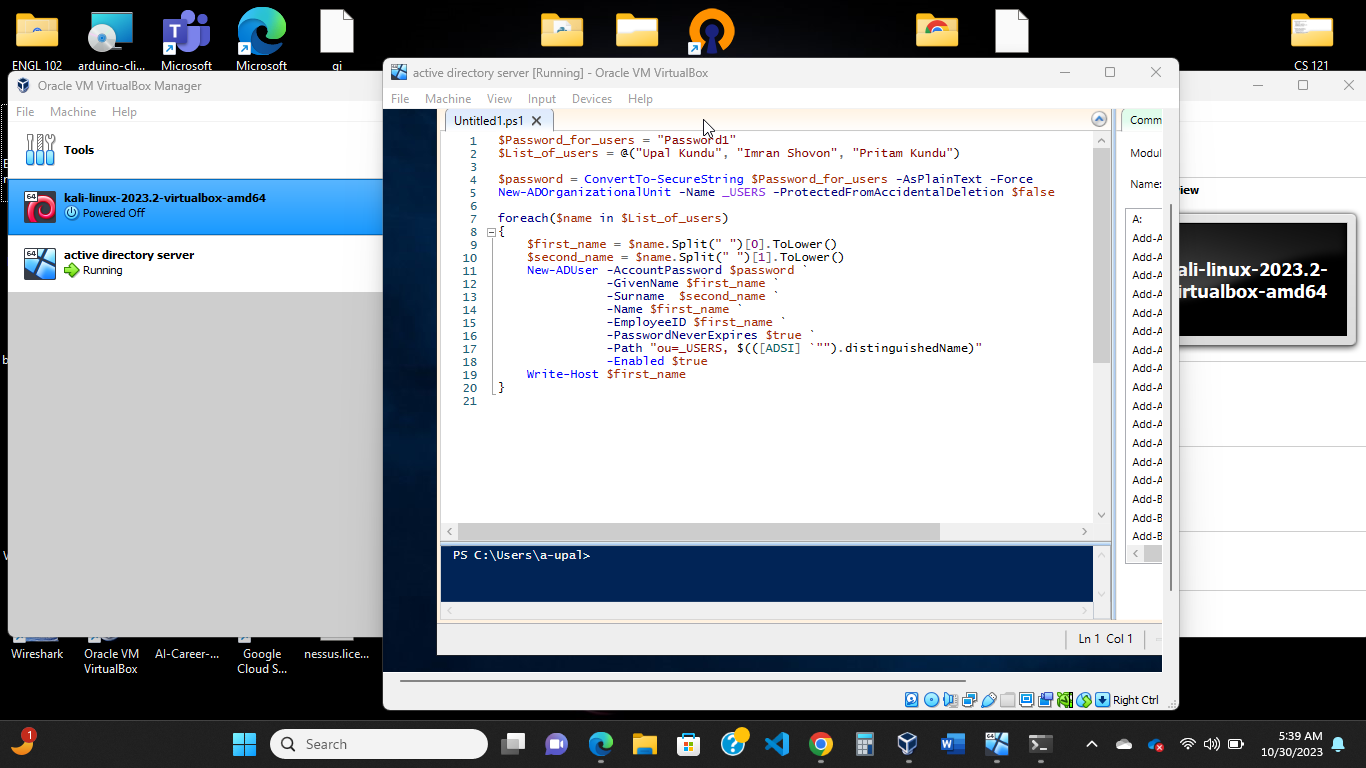 ENGL 102
arduino-cli...
Microsoft
Microsoft
qi
CS 121
Oracle VM VirtualBox Manager
File Machine Help
Tools
64
kali-linux-2023.2-virtualbox-amd64
Powered Off
64
active directory server
Running
active directory server [Running] - Oracle VM VirtualBox
File Machine View Input Devices Help
Untitled1.ps1
1 $Password_for_users = "Password1"
2 $List_of_users = @("Upal Kundu", "Imran Shovon", "Pritam Kundu")
3
4 $password = ConvertTo-SecureString $Password_for_users -AsPlainText -Force
5 New-ADOrganizationalUnit -Name _USERS -ProtectedFromAccidentalDeletion $false
6
7 foreach($name in $List_of_users)
8 {
9 $first_name = $name.Split(" ")[0].ToLower()
10 $second_name = $name.Split(" ")[1].ToLower()
11 New-ADUser -AccountPassword $password `
12 -GivenName $first_name `
13 -Surname $second_name `
14 -Name $first_name `
15 -EmployeeID $first_name `
16 -PasswordNeverExpires $true `
17 -Path "ou=_USERS, $(([ADSI] `"").distinguishedName)"
18 -Enabled $true
19 Write-Host $first_name
20 }
21
PS C:\Users\a-upal>
Ln 1 Col 1
Comm
Modul
Name:
A:
Add-A
Add-A
Add-A
Add-A
Add-A
Add-A
Add-A
Add-A
Add-A
Add-A
Add-A
Add-A
Add-A
Add-A
Add-B
Add-B
Add-B
iew
ali-linux-2023.2-
irtualbox-amd64
Right Ctrl
Wireshark
Oracle VM
VirtualBox
AI-Career-...
Google
Cloud S...
nessus.lice...
1
Search
64
5:39 AM
10/30/2023